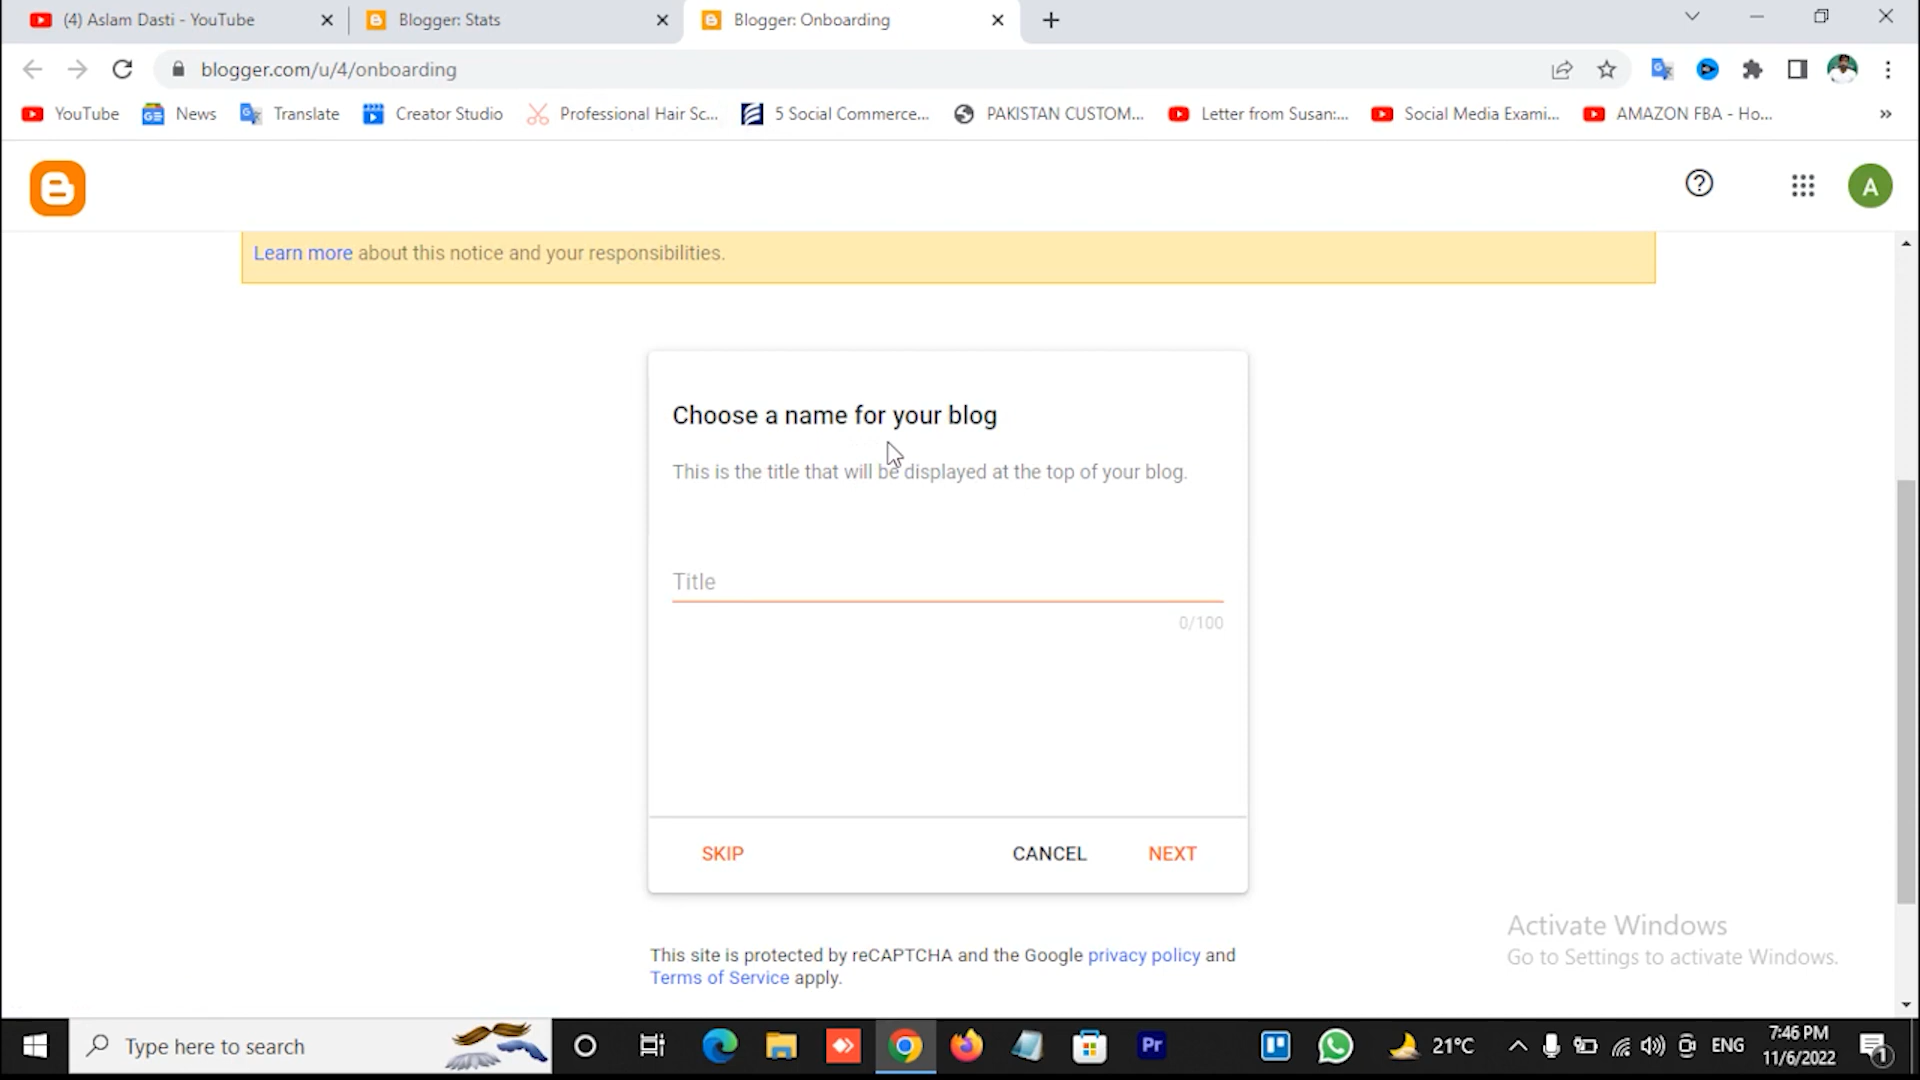 (4) Aslam Dasti - YouTube
Blogger: Stats
Blogger: Onboarding
blogger.com/u/4/onboarding
YouTube
News
Translate
Creator Studio
Professional Hair Sc...
5 Social Commerce...
PAKISTAN CUSTOM...
Letter from Susan:...
Social Media Exami...
AMAZON FBA - Ho...
A
Learn more about this notice and your responsibilities.
Choose a name for your blog
This is the title that will be displayed at the top of your blog.
Title
0/100
SKIP
CANCEL
NEXT
This site is protected by reCAPTCHA and the Google privacy policy and
Terms of Service apply.
Activate Windows
Go to Settings to activate Windows.
Type here to search
Pr
21°C
ENG
7:46 PM
11/6/2022
1